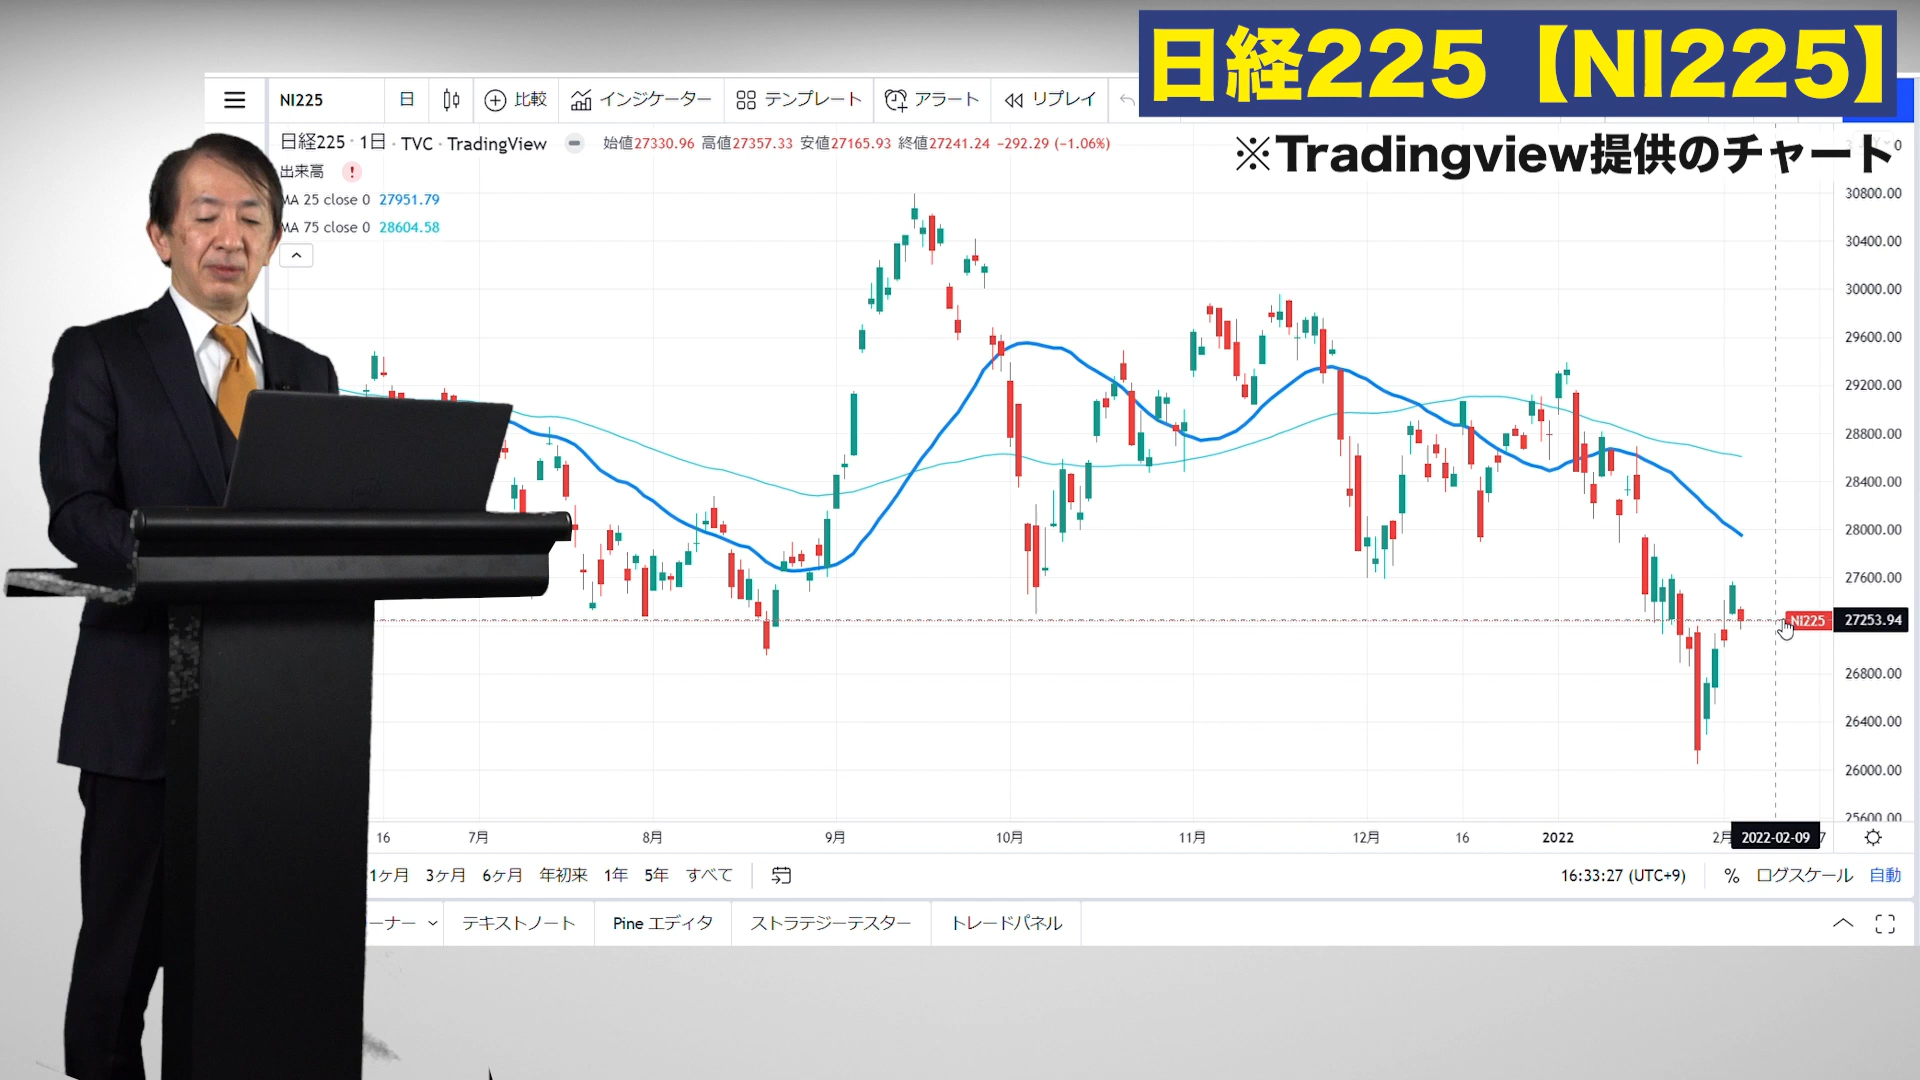 日経225【NI225】
※Tradingview提供のチャート
NI225 日 比較 インジケーター テンプレート アラート リプレイ
日経225・1日・TVC・TradingView 始値27330.96 高値27357.33 安値27165.93 終値27241.24 −292.29 (−1.06%)
出来高
MA 25 close 0 27951.79
MA 75 close 0 28604.58
30800.00
30400.00
30000.00
29600.00
29200.00
28800.00
28400.00
28000.00
27600.00
NI225 27253.94
26800.00
26400.00
26000.00
25600.00
16 7月 8月 9月 10月 11月 12月 16 2022 2月 2022-02-09 7
1ヶ月 3ヶ月 6ヶ月 年初来 1年 5年 すべて 16:33:27 (UTC+9) % ログスケール 自動
ーナー テキストノート Pine エディタ ストラテジーテスター トレードパネル